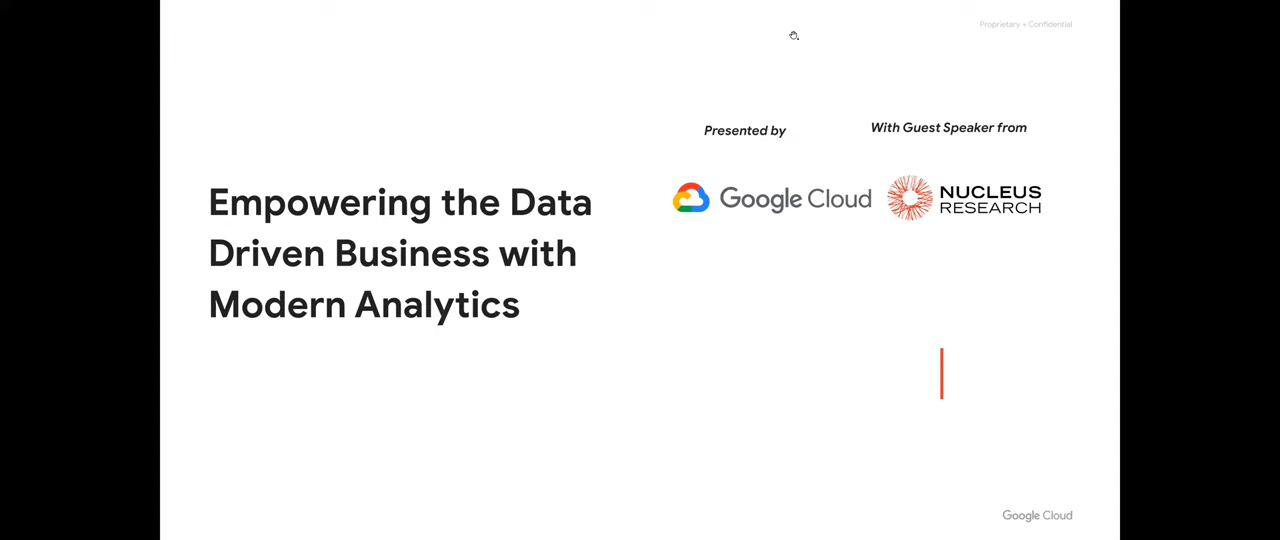 Proprietary + Confidential
Presented by
With Guest Speaker from
Google Cloud
NUCLEUS
RESEARCH
Empowering the Data
Driven Business with
Modern Analytics
Google Cloud